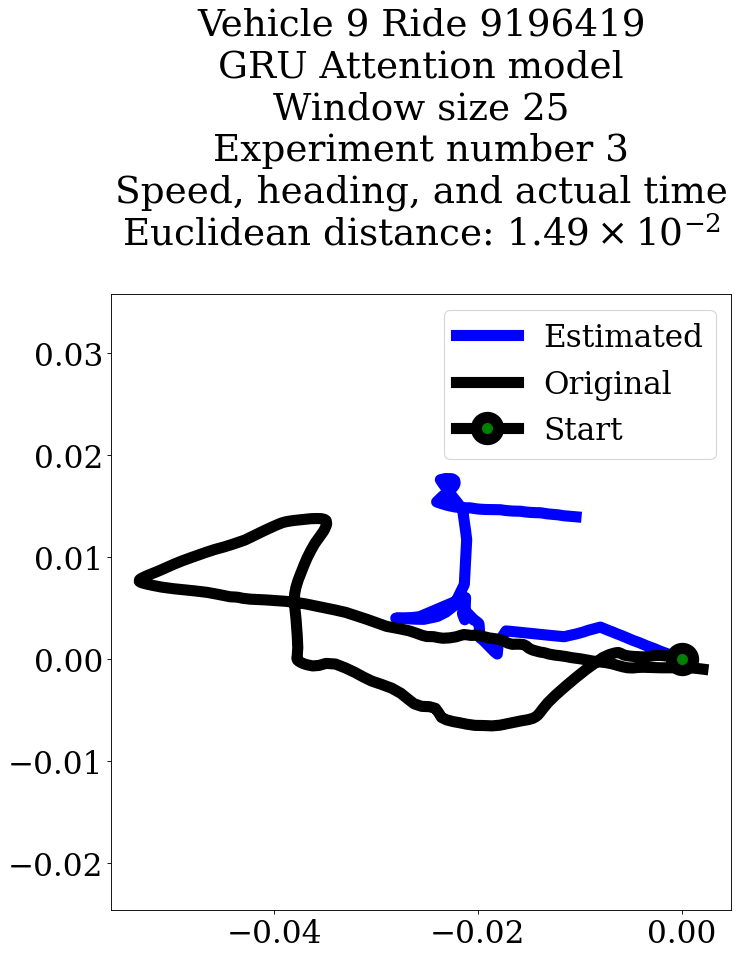 Vehicle 9 Ride 9196419
GRU Attention model
Window size 25
Experiment number 3
Speed, heading, and actual time
Euclidean distance: 1.49 × 10⁻²
Estimated
Original
Start
0.03
0.02
0.01
0.00
−0.01
−0.02
−0.04
−0.02
0.00